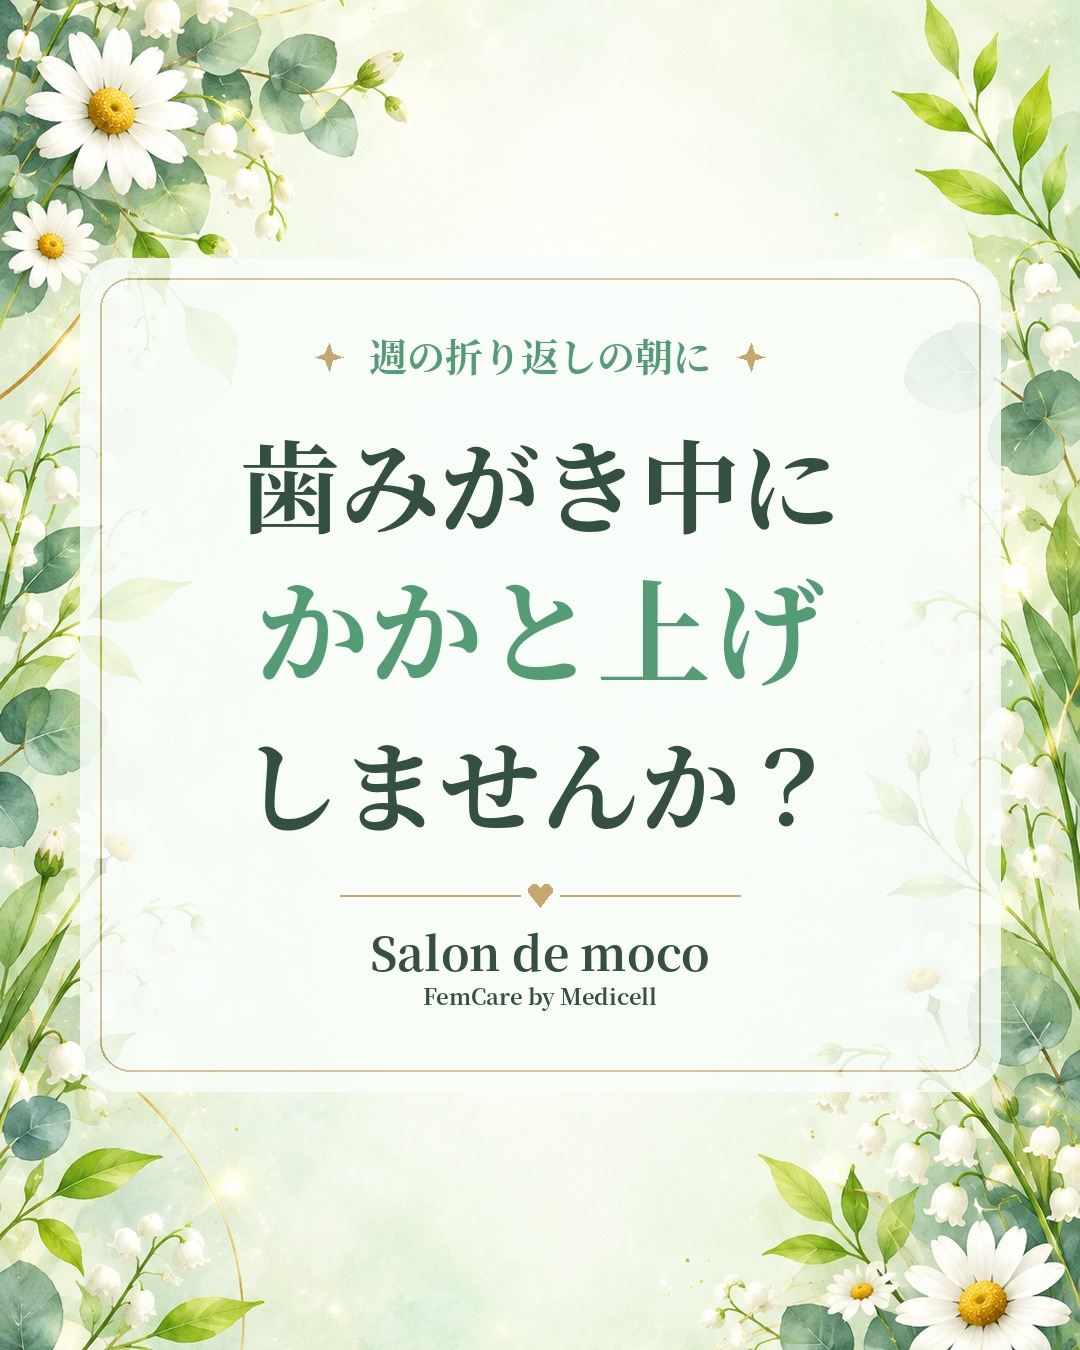 週の折り返しの朝に
歯みがき中に
かかと上げ
しませんか？
Salon de moco
FemCare by Medicell